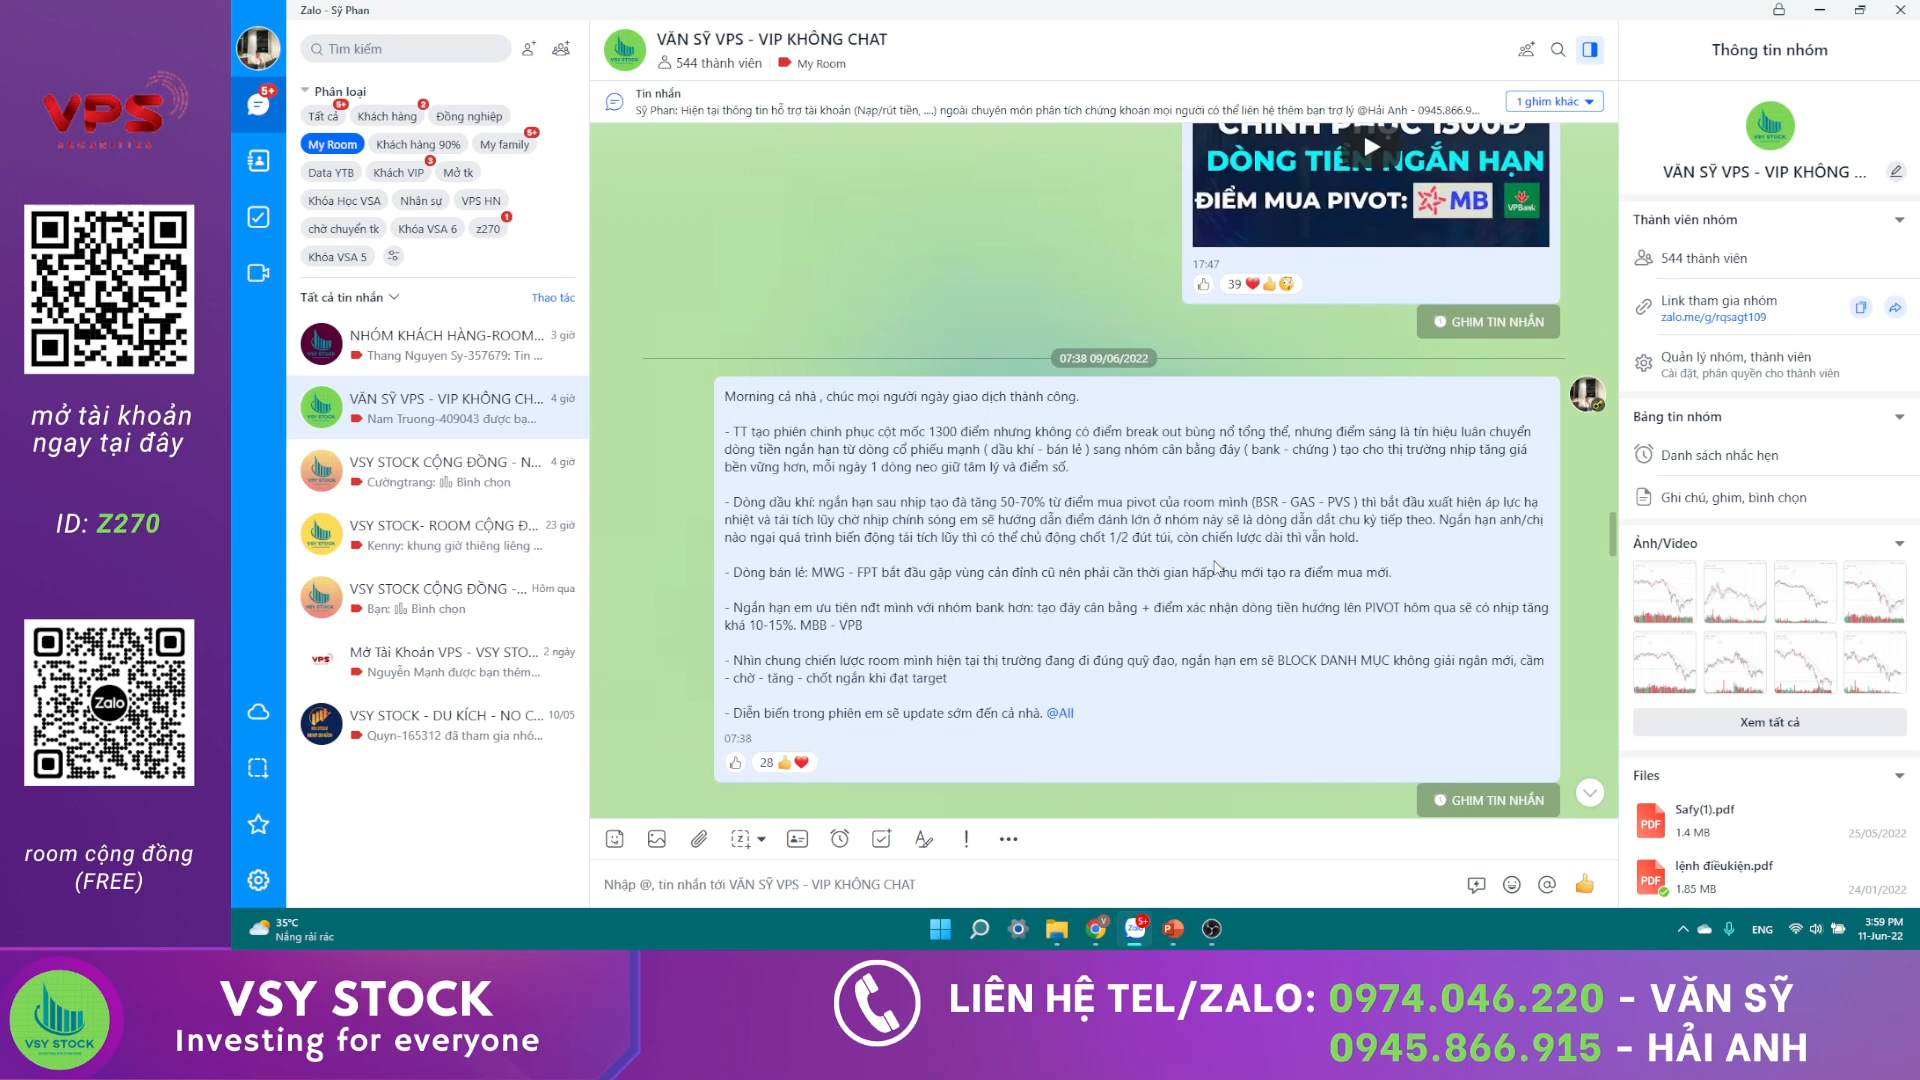 Zalo - Sỹ Phan
VPS
mở tài khoản
ngay tại đây
ID: Z270
Zalo
room cộng đồng
(FREE)
5+
Tìm kiếm
Phân loại
5+
2
Tất cả
Khách hàng
Đồng nghiệp
5+
My Room
Khách hàng 90%
My family
3
Data YTB
Khách VIP
Mở tk
Khóa Học VSA
Nhân sự
VPS HN
1
chờ chuyển tk
Khóa VSA 6
z270
Khóa VSA 5
Tất cả tin nhắn
Thao tác
NHÓM KHÁCH HÀNG-ROOM... 3 giờ
Thang Nguyen Sy-357679: Tin ...
VĂN SỸ VPS - VIP KHÔNG CH... 4 giờ
Nam Truong-409043 được bạ...
VSY STOCK CỘNG ĐỒNG - N... 4 giờ
Cườngtrang: Bình chọn
VSY STOCK- ROOM CỘNG Đ... 23 giờ
Kenny: khung giờ thiêng liêng ...
VSY STOCK CỘNG ĐỒNG -... Hôm qua
Bạn: Bình chọn
Mở Tài Khoản VPS - VSY STO... 2 ngày
Nguyễn Mạnh được bạn thêm...
VSY STOCK - DU KÍCH - NO C... 10/05
Quyn-165312 đã tham gia nhó...
VĂN SỸ VPS - VIP KHÔNG CHAT
544 thành viên
My Room
Tin nhắn
Sỹ Phan: Hiện tại thông tin hỗ trợ tài khoản (Nạp/rút tiền, ....) ngoài chuyên môn phân tích chứng khoán mọi người có thể liên hệ thêm bạn trợ lý @Hải Anh - 0945.866.9...
1 ghim khác
CHINH PHỤC 1300Đ
DÒNG TIỀN NGẮN HẠN
ĐIỂM MUA PIVOT: MB VPBank
17:47
39
GHIM TIN NHẮN
07:38 09/06/2022
Morning cả nhà , chúc mọi người ngày giao dịch thành công.
- TT tạo phiên chinh phục cột mốc 1300 điểm nhưng không có điểm break out bùng nổ tổng thể, nhưng điểm sáng là tín hiệu luân chuyển
dòng tiền ngắn hạn từ dòng cổ phiếu mạnh ( dầu khí - bán lẻ ) sang nhóm cân bằng đáy ( bank - chứng ) tạo cho thị trường nhịp tăng giá
bền vững hơn, mỗi ngày 1 dòng neo giữ tâm lý và điểm số.
- Dòng dầu khí: ngắn hạn sau nhịp tạo đà tăng 50-70% từ điểm mua pivot của room mình (BSR - GAS - PVS ) thì bắt đầu xuất hiện áp lực hạ
nhiệt và tái tích lũy chờ nhịp chính sóng em sẽ hướng dẫn điểm đánh lớn ở nhóm này sẽ là dòng dẫn dắt chu kỳ tiếp theo. Ngắn hạn anh/chị
nào ngại quá trình biến động tái tích lũy thì có thể chủ động chốt 1/2 đút túi, còn chiến lược dài thì vẫn hold.
- Dòng bán lẻ: MWG - FPT bắt đầu gặp vùng cản đỉnh cũ nên phải cần thời gian hấp thụ mới tạo ra điểm mua mới.
- Ngắn hạn em ưu tiên nđt mình với nhóm bank hơn: tạo đáy cân bằng + điểm xác nhận dòng tiền hướng lên PIVOT hôm qua sẽ có nhịp tăng
khá 10-15%. MBB - VPB
- Nhìn chung chiến lược room mình hiện tại thị trường đang đi đúng quỹ đạo, ngắn hạn em sẽ BLOCK DANH MỤC không giải ngân mới, cầm
- chờ - tăng - chốt ngắn khi đạt target
- Diễn biến trong phiên em sẽ update sớm đến cả nhà. @All
07:38
28
GHIM TIN NHẮN
Nhập @, tin nhắn tới VĂN SỸ VPS - VIP KHÔNG CHAT
Thông tin nhóm
VSY STOCK
VĂN SỸ VPS - VIP KHÔNG ...
Thành viên nhóm
544 thành viên
Link tham gia nhóm
zalo.me/g/rqsagt109
Quản lý nhóm, thành viên
Cài đặt, phân quyền cho thành viên
Bảng tin nhóm
Danh sách nhắc hẹn
Ghi chú, ghim, bình chọn
Ảnh/Video
Xem tất cả
Files
PDF
Safy(1).pdf
1.4 MB
25/05/2022
PDF
lệnh điềukiện.pdf
1.85 MB
24/01/2022
35°C
Nắng rải rác
Zalo
5+
ENG
3:59 PM
11-Jun-22
VSY STOCK
VSY STOCK
Investing for everyone
LIÊN HỆ TEL/ZALO: 0974.046.220 - VĂN SỸ
0945.866.915 - HẢI ANH